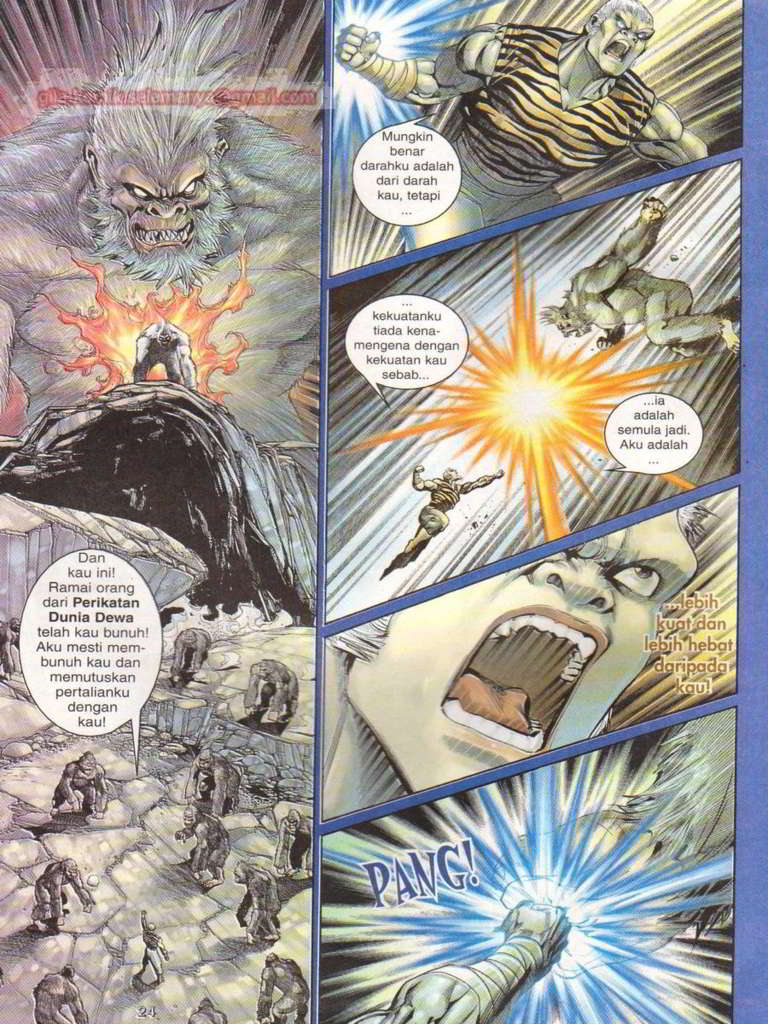 Dan
kau ini!
Ramai orang
dari Perikatan
Dunia Dewa
telah kau bunuh!
Aku mesti mem-
bunuh kau dan
memutuskan
pertalianku
dengan
kau!
24
Mungkin
benar
darahku adalah
dari darah
kau, tetapi
...
...
kekuatanku
tiada kena-
mengena dengan
kekuatan kau
sebab...
...ia
adalah
semula jadi.
Aku adalah
...
...lebih
kuat dan
lebih hebat
daripada
kau!
PANG!